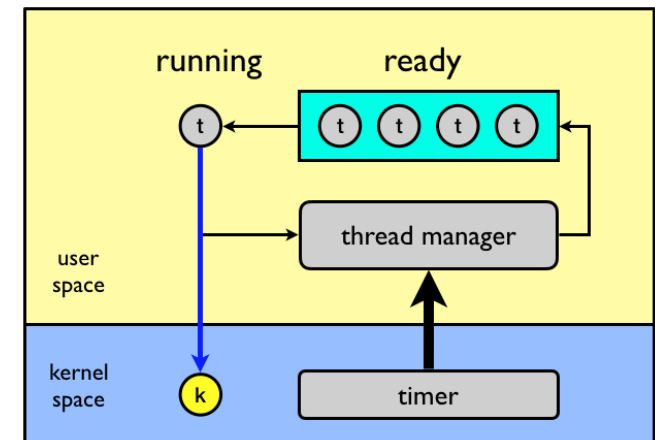 running
ready
t
t
t
t
t
thread manager
user
space
kernel
space
k
timer